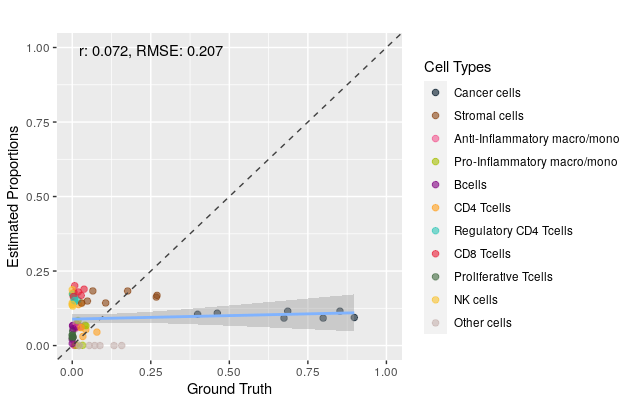 r: 0.072, RMSE: 0.207
1.00
0.75
0.50
0.25
0.00
Estimated Proportions
0.00 0.25 0.50 0.75 1.00
Ground Truth
Cell Types
Cancer cells
Stromal cells
Anti-Inflammatory macro/mono
Pro-Inflammatory macro/mono
Bcells
CD4 Tcells
Regulatory CD4 Tcells
CD8 Tcells
Proliferative Tcells
NK cells
Other cells